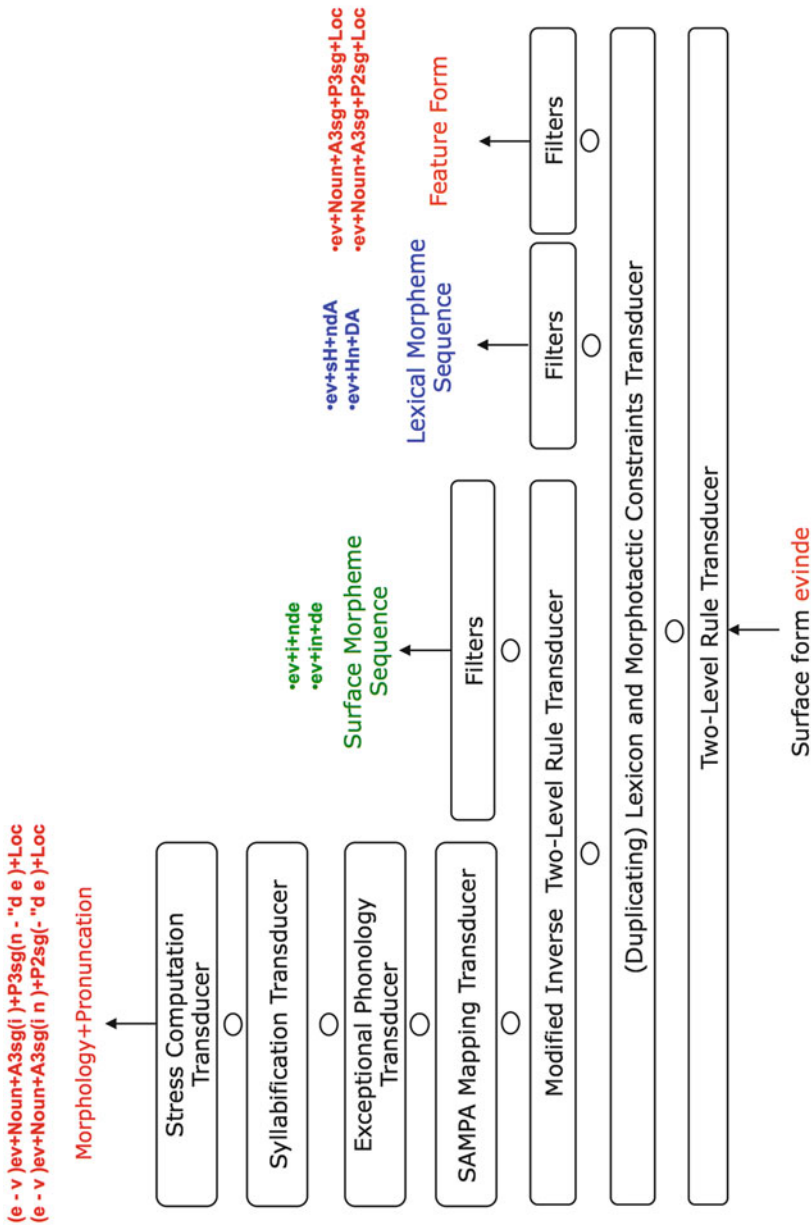 (e - v )ev+Noun+A3sg(i )+P3sg(n - "d e )+Loc
(e - v )ev+Noun+A3sg(i n )+P2sg(- "d e )+Loc
Morphology+Pronuncation
Stress Computation
Transducer
Syllabification Transducer
Exceptional Phonology
Transducer
SAMPA Mapping Transducer
•ev+i+nde
•ev+in+de
Surface Morpheme
Sequence
Filters
•ev+sH+ndA
•ev+Hn+DA
Lexical Morpheme
Sequence
Filters
•ev+Noun+A3sg+P3sg+Loc
•ev+Noun+A3sg+P2sg+Loc
Feature Form
Filters
Modified Inverse Two-Level Rule Transducer
(Duplicating) Lexicon and Morphotactic Constraints Transducer
Two-Level Rule Transducer
Surface form evinde